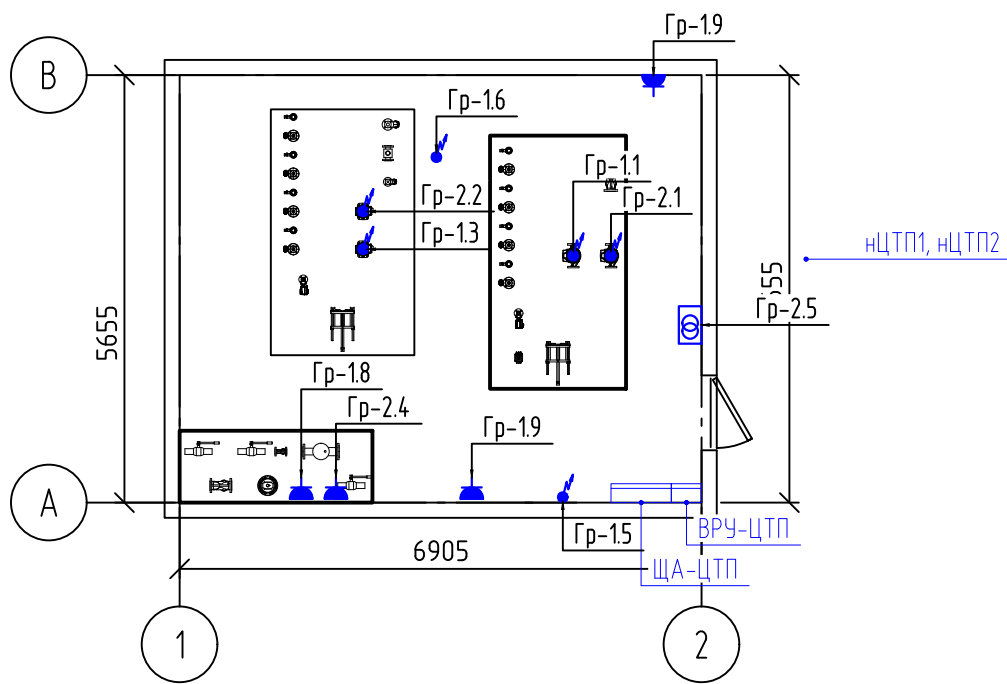 Гр-1.9
В
Гр-1.6
Гр-1.1
Гр-2.2
Гр-2.1
Гр-1.3
нЦТП1, нЦТП2
5655
655
Гр-2.5
Гр-1.8
Гр-2.4
Гр-1.9
А
Гр-1.5
ВРУ-ЦТП
6905
ЩА-ЦТП
1
2